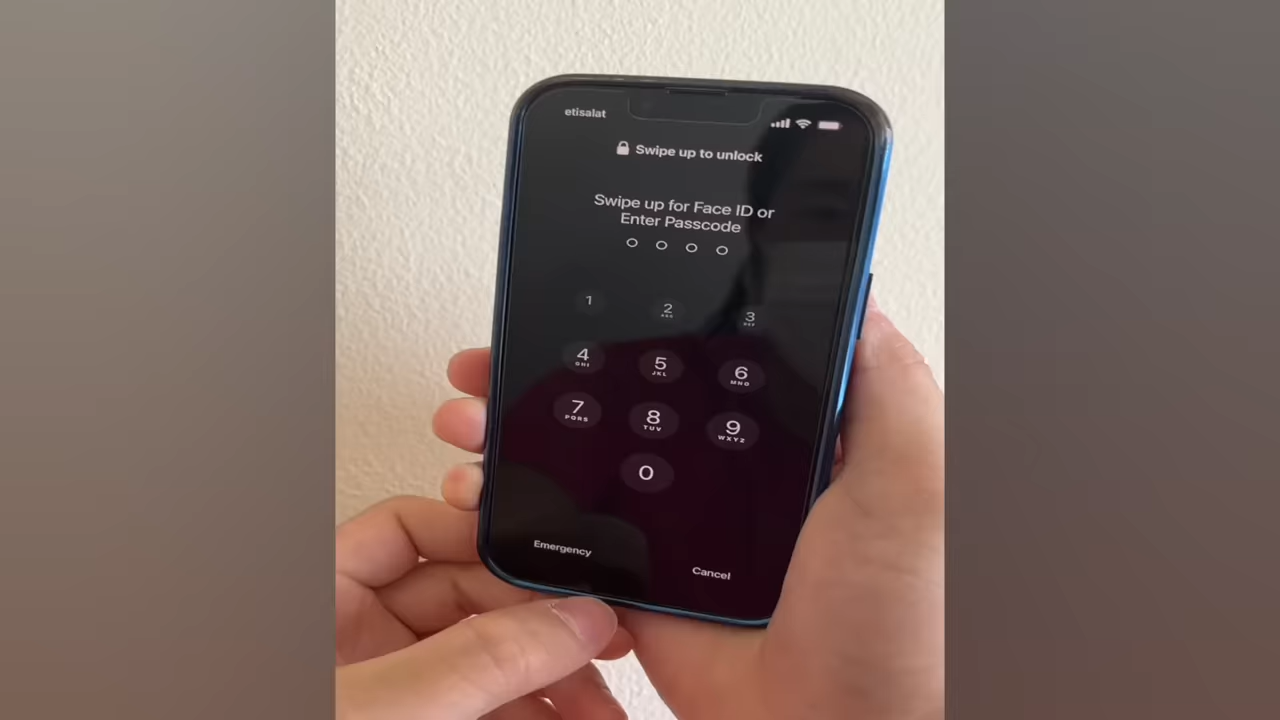 etisalat
Swipe up to unlock
Swipe up for Face ID or
Enter Passcode
1
2
ABC
3
DEF
4
GHI
5
JKL
6
MNO
7
PQRS
8
TUV
9
WXYZ
0
Emergency
Cancel